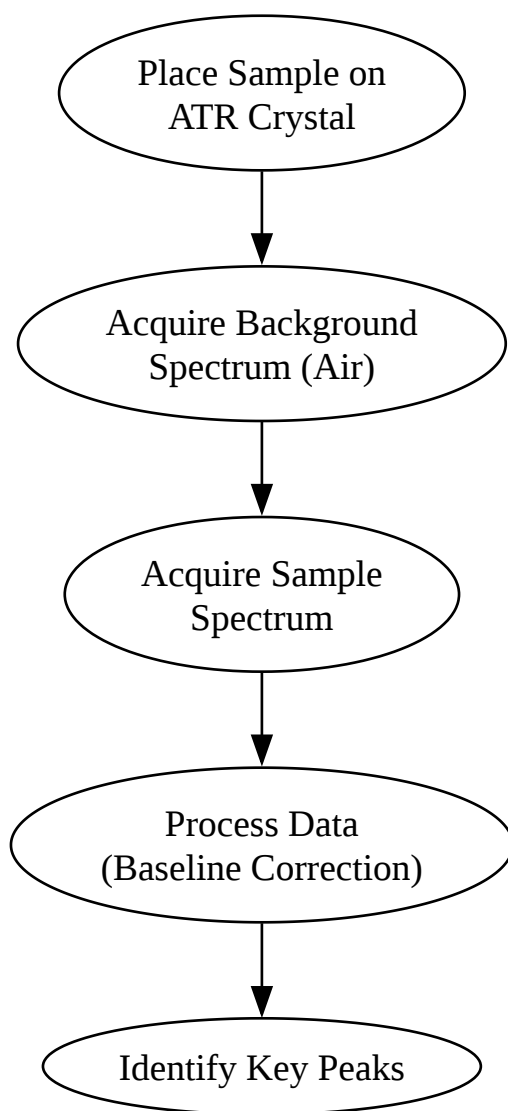 Place Sample on
ATR Crystal
Acquire Background
Spectrum (Air)
Acquire Sample
Spectrum
Process Data
(Baseline Correction)
Identify Key Peaks